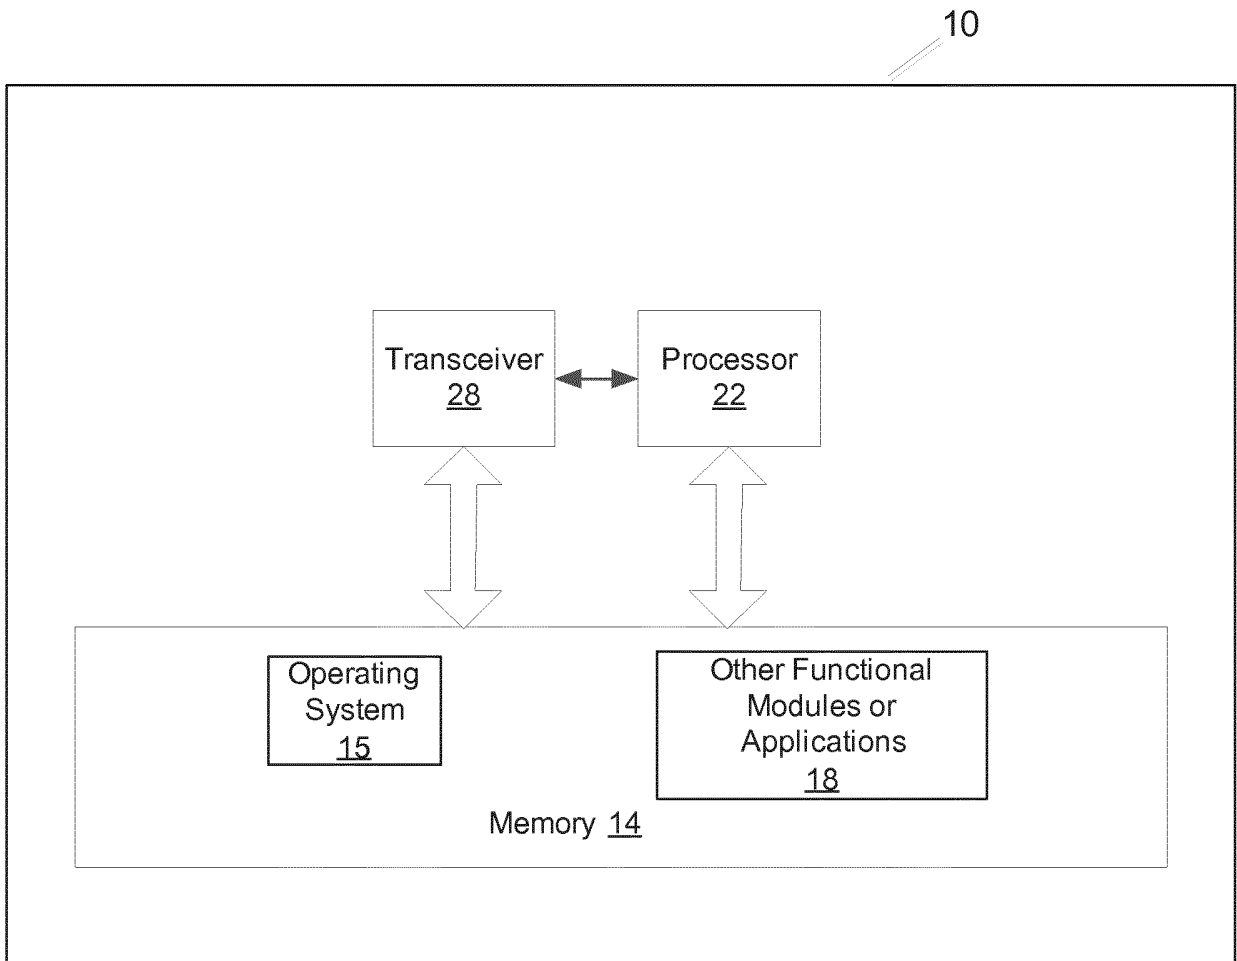 10
Transceiver
28
Processor
22
Operating
System
15
Other Functional
Modules or
Applications
18
Memory 14